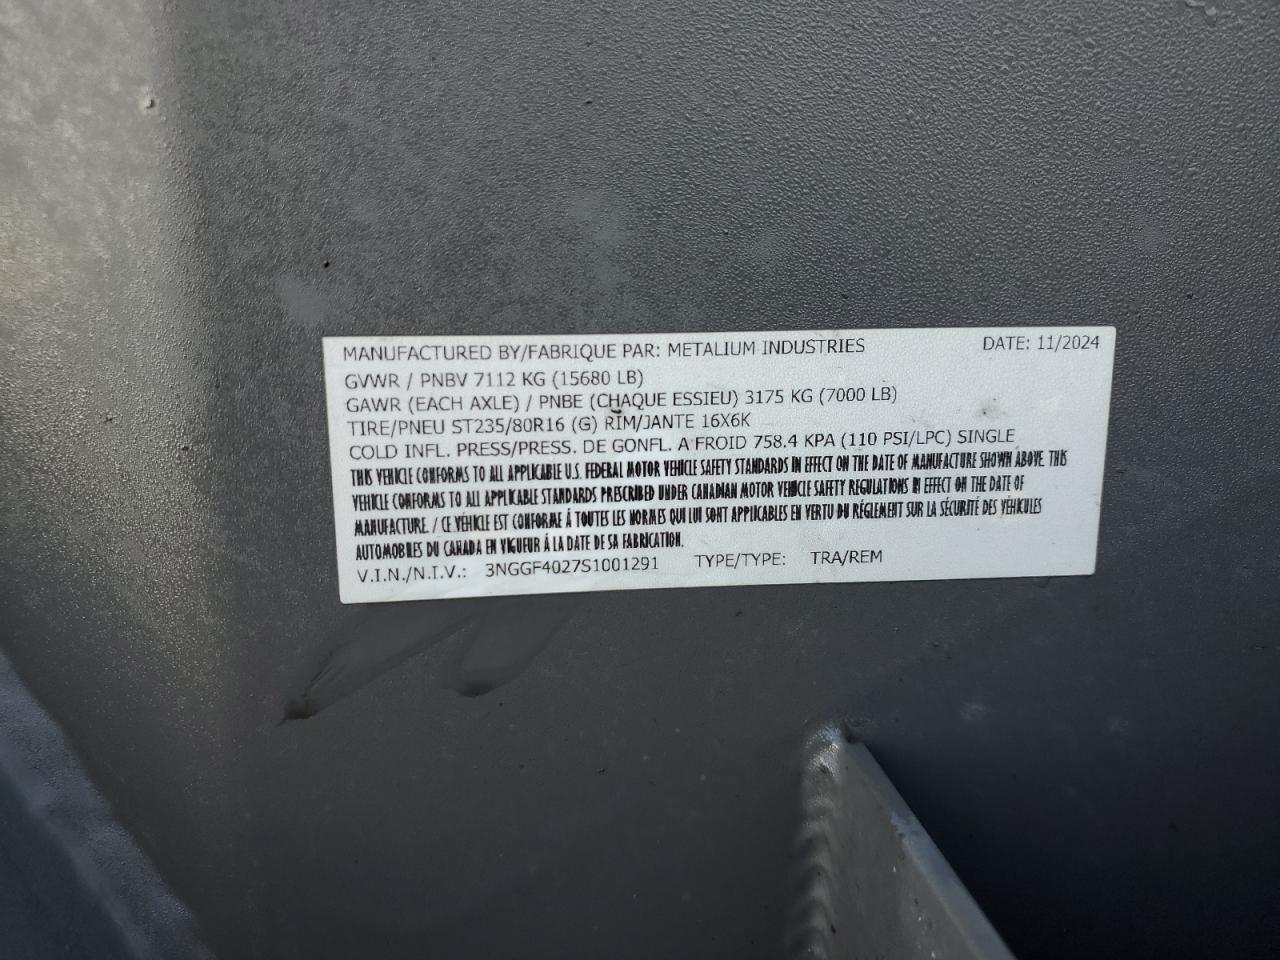 MANUFACTURED BY/FABRIQUE PAR: METALIUM INDUSTRIES DATE: 11/2024
GVWR / PNBV 7112 KG (15680 LB)
GAWR (EACH AXLE) / PNBE (CHAQUE ESSIEU) 3175 KG (7000 LB)
TIRE/PNEU ST235/80R16 (G) RIM/JANTE 16X6K
COLD INFL. PRESS/PRESS. DE GONFL. A FROID 758.4 KPA (110 PSI/LPC) SINGLE
THIS VEHICLE CONFORMS TO ALL APPLICABLE U.S. FEDERAL MOTOR VEHICLE SAFETY STANDARDS IN EFFECT ON THE DATE OF MANUFACTURE SHOWN ABOVE. THIS
VEHICLE CONFORMS TO ALL APPLICABLE STANDARDS PRESCRIBED UNDER CANADIAN MOTOR VEHICLE SAFETY REGULATIONS IN EFFECT ON THE DATE OF
MANUFACTURE. / CE VÉHICLE EST CONFORME Á TOUTES LES NORMES QUI LUI SONT APPLICABLES EN VERTU DU RÉGLEMENT SUR LA SÉCURITÉ DES VÉHICULES
AUTOMOBILES DU CANADA EN VIGUEUR Á LA DATE DE SA FABRICATION.
V.I.N./N.I.V.: 3NGGF4027S1001291 TYPE/TYPE: TRA/REM